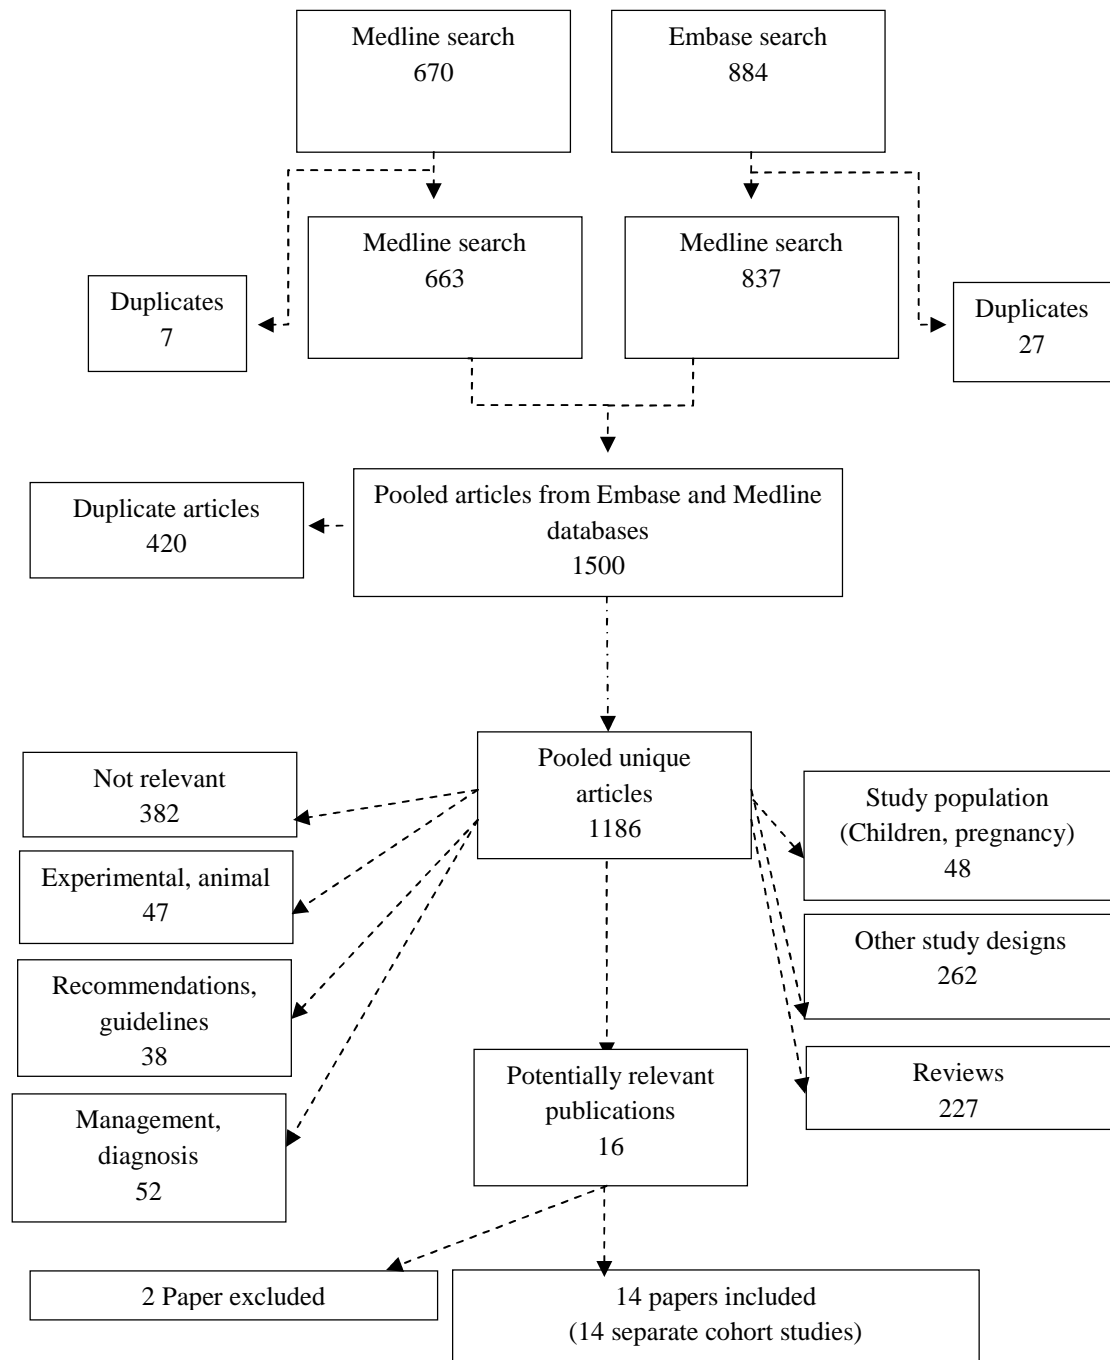 Medline search
670
Embase search
884
Medline search
663
Medline search
837
Duplicates
7
Duplicates
27
Pooled articles from Embase and Medline
databases
1500
Duplicate articles
420
Pooled unique
articles
1186
Not relevant
382
Experimental, animal
47
Recommendations,
guidelines
38
Management,
diagnosis
52
Study population
(Children, pregnancy)
48
Other study designs
262
Reviews
227
Potentially relevant
publications
16
2 Paper excluded
14 papers included
(14 separate cohort studies)